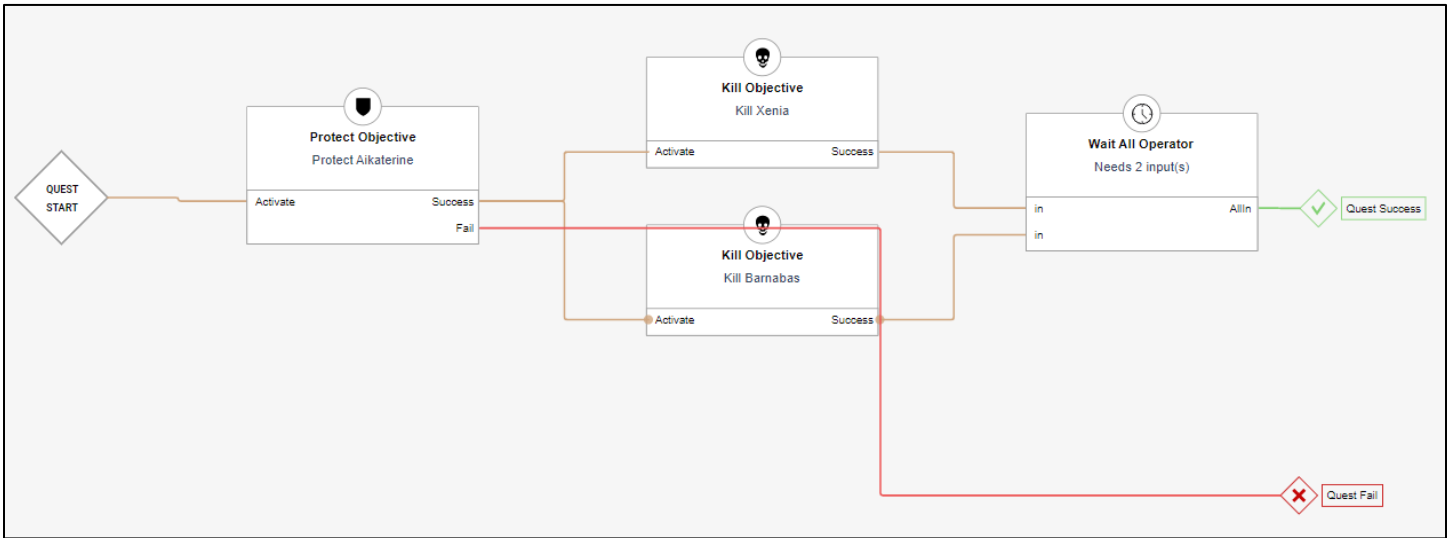 QUEST
START
Protect Objective
Protect Aikaterine
Activate
Success
Fail
Kill Objective
Kill Xenia
Activate
Success
Kill Objective
Kill Barnabas
Activate
Success
Wait All Operator
Needs 2 input(s)
in
AllIn
in
Quest Success
Quest Fail